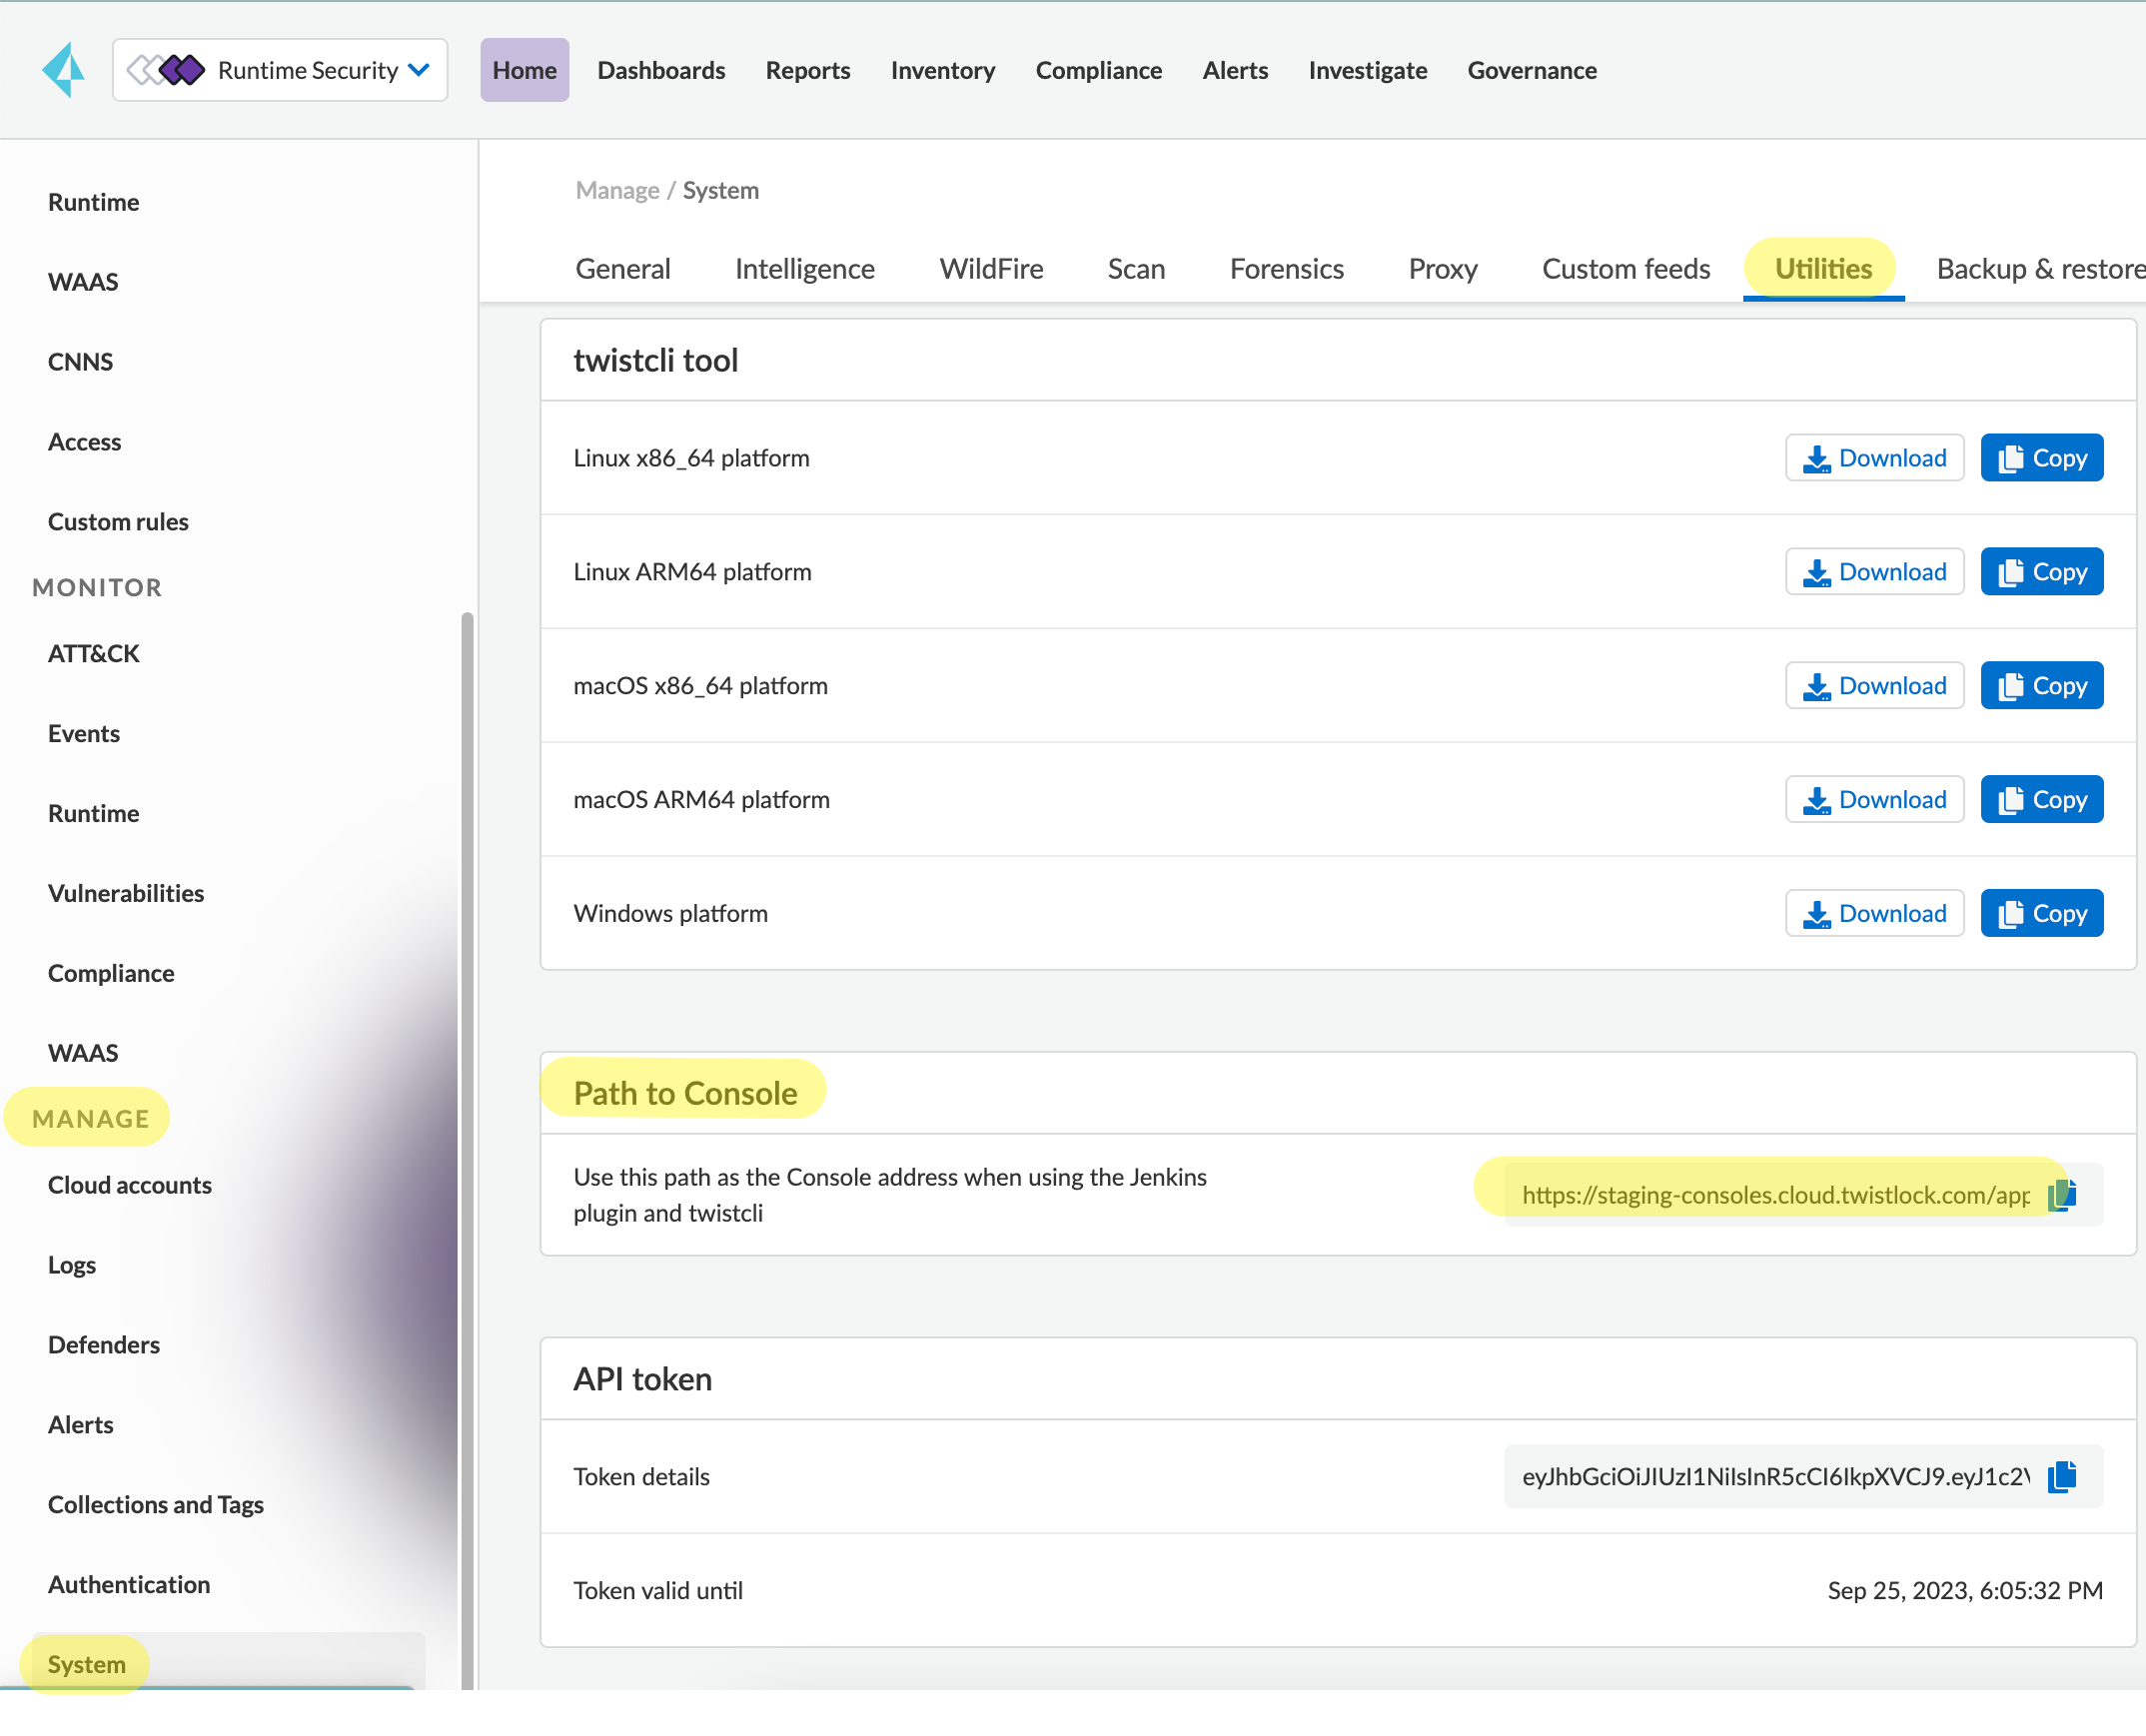 Runtime Security
Home
Dashboards
Reports
Inventory
Compliance
Alerts
Investigate
Governance
Runtime
WAAS
CNNS
Access
Custom rules
MONITOR
ATT&CK
Events
Runtime
Vulnerabilities
Compliance
WAAS
MANAGE
Cloud accounts
Logs
Defenders
Alerts
Collections and Tags
Authentication
System
Manage / System
General
Intelligence
WildFire
Scan
Forensics
Proxy
Custom feeds
Utilities
Backup & restore
twistcli tool
Linux x86_64 platform
Download
Copy
Linux ARM64 platform
Download
Copy
macOS x86_64 platform
Download
Copy
macOS ARM64 platform
Download
Copy
Windows platform
Download
Copy
Path to Console
Use this path as the Console address when using the Jenkins
plugin and twistcli
https://staging-consoles.cloud.twistlock.com/app
API token
Token details
eyJhbGciOiJIUzI1NiIsInR5cCI6IkpXVCJ9.eyJ1c2V
Token valid until
Sep 25, 2023, 6:05:32 PM